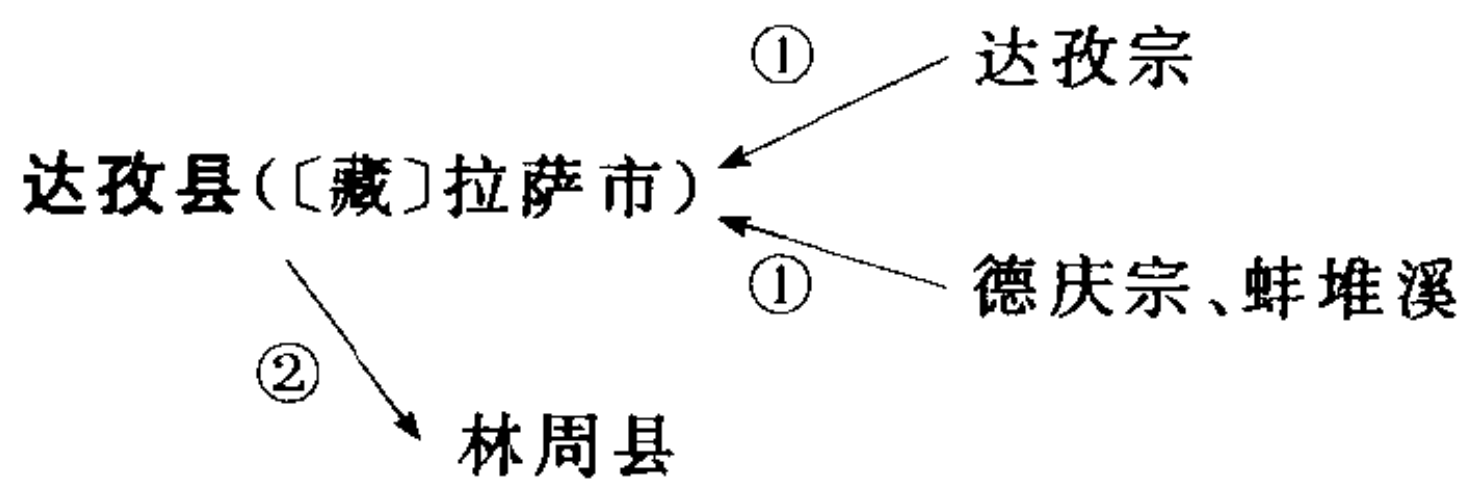 ① 达孜宗
达孜县(〔藏〕拉萨市)
① 德庆宗、蚌堆溪
②
林周县